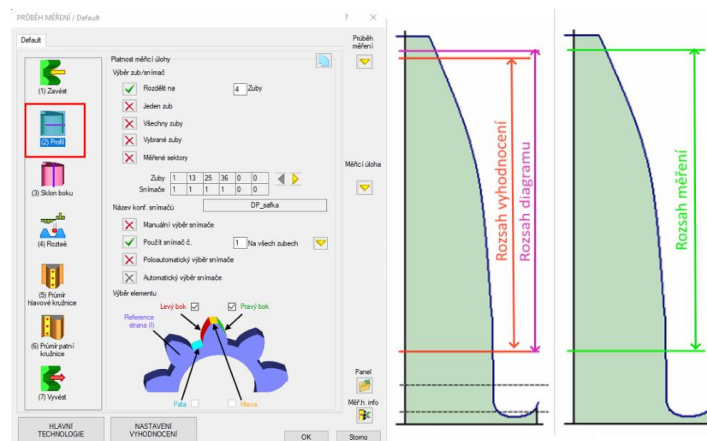 PRŮBĚH MĚŘENÍ / Default
? ×
Default
Průběh
měření
Platnost měřicí úlohy
Výběr zub/snímač
Rozdělit na 4 Zuby
Jeden zub
Všechny zuby
Vybrané zuby
Měřené sektory
Zuby 1 13 25 36 0 0
Snímače 1 1 1 1 0 0
Název konf. snímačů DP_safka
Manuální výběr snímače
Použít snímač č. 1 Na všech zubech
Poloautomatický výběr snímače
Automatický výběr snímače
Výběr elementu
Levý bok
Pravý bok
Reference
strana (I)
Pata
Hlava
(1) Zavést
(2) Profil
(3) Sklon boku
(4) Rozteč
(5) Průmír
hlavové kružnice
(6) Průmír patní
kružnice
(7) Vyvést
Měřicí úloha
Panel
Měř.h. info
HLAVNÍ
TECHNOLOGIE
NASTAVENÍ
VYHODNOCENÍ
OK
Storno
Rozsah vyhodnocení
Rozsah diagramu
Rozsah měření